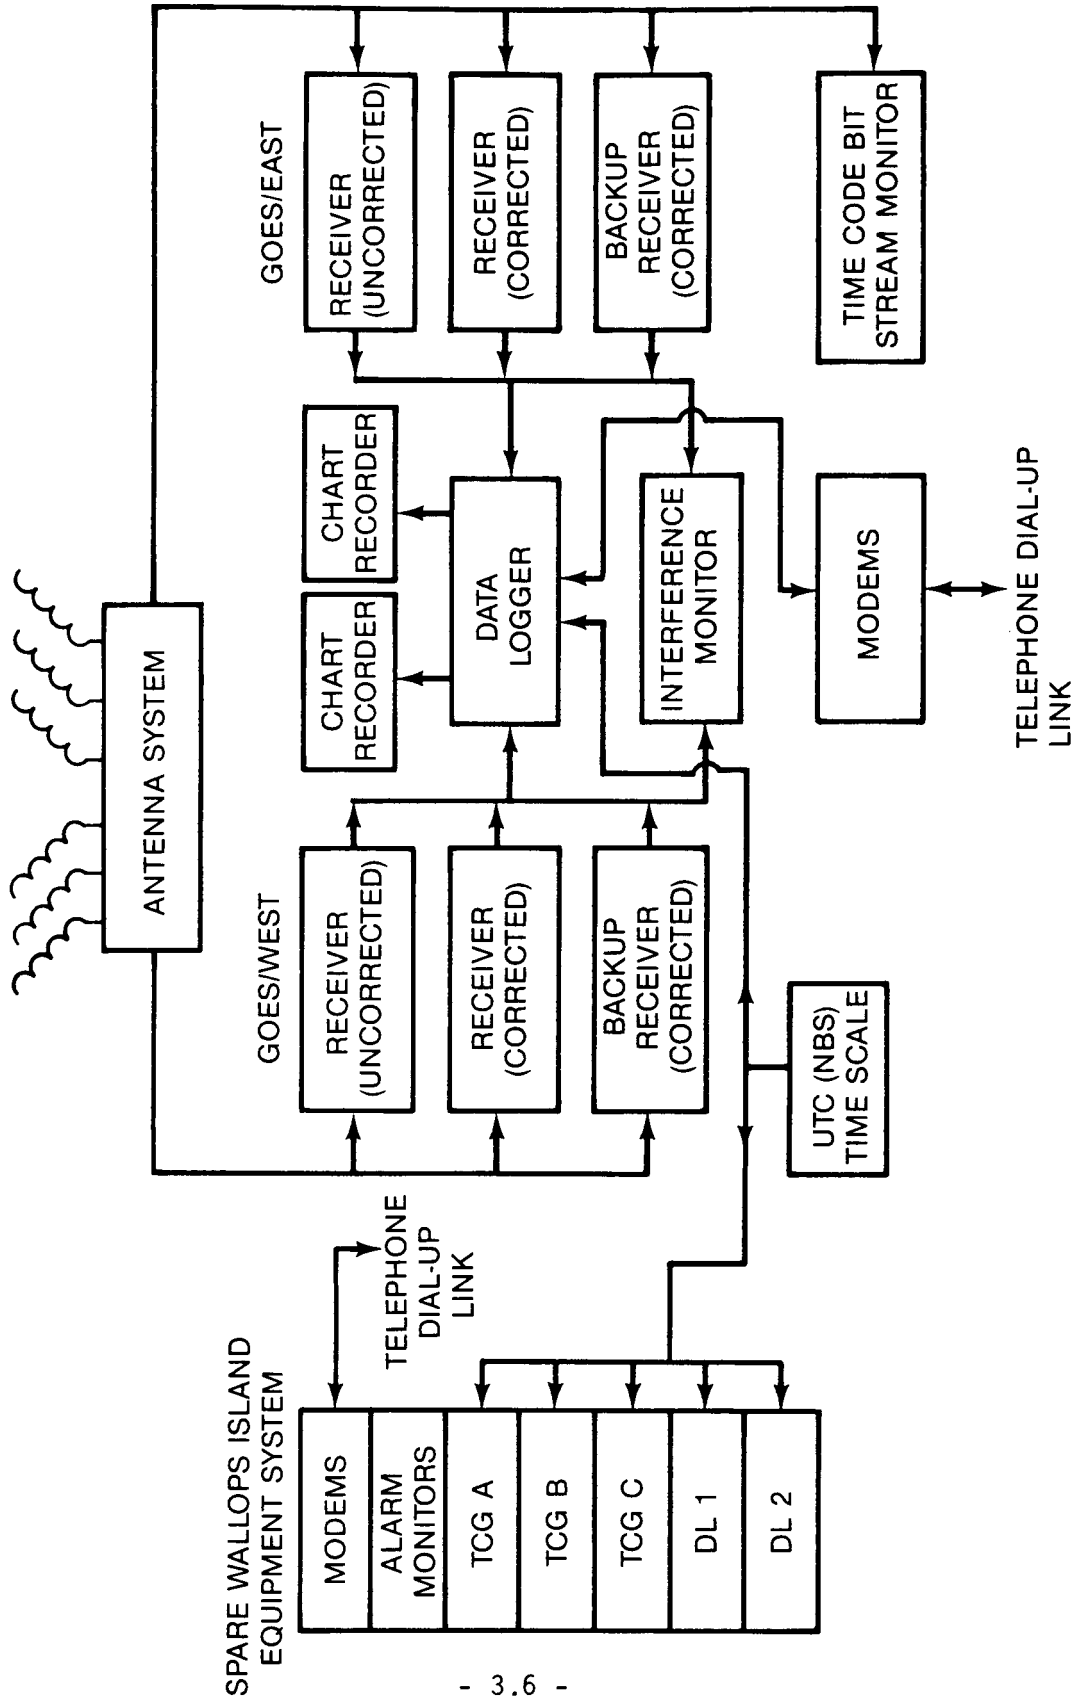 ANTENNA SYSTEM
GOES/WEST
RECEIVER
(UNCORRECTED)
RECEIVER
(CORRECTED)
BACKUP
RECEIVER
(CORRECTED)
CHART
RECORDER
CHART
RECORDER
DATA
LOGGER
INTERFERENCE
MONITOR
GOES/EAST
RECEIVER
(UNCORRECTED)
RECEIVER
(CORRECTED)
BACKUP
RECEIVER
(CORRECTED)
TIME CODE BIT
STREAM MONITOR
MODEMS
TELEPHONE DIAL-UP
LINK
UTC (NBS)
TIME SCALE
SPARE WALLOPS ISLAND
EQUIPMENT SYSTEM
MODEMS
ALARM
MONITORS
TCG A
TCG B
TCG C
DL 1
DL 2
TELEPHONE
DIAL-UP
LINK
- 3.6 -